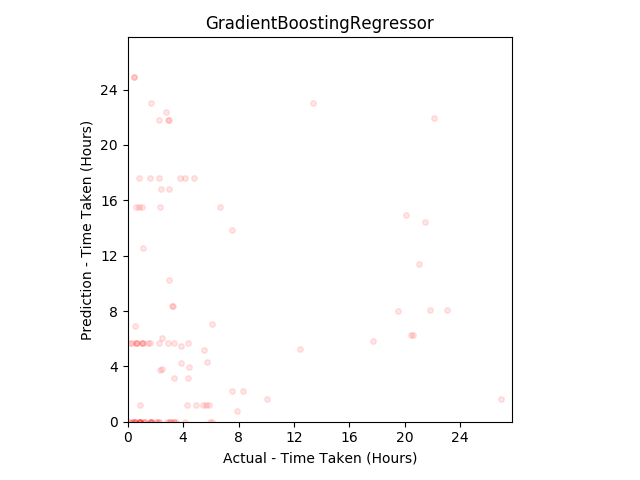 GradientBoostingRegressor
Prediction - Time Taken (Hours)
24
20
16
12
8
4
0
0 4 8 12 16 20 24
Actual - Time Taken (Hours)